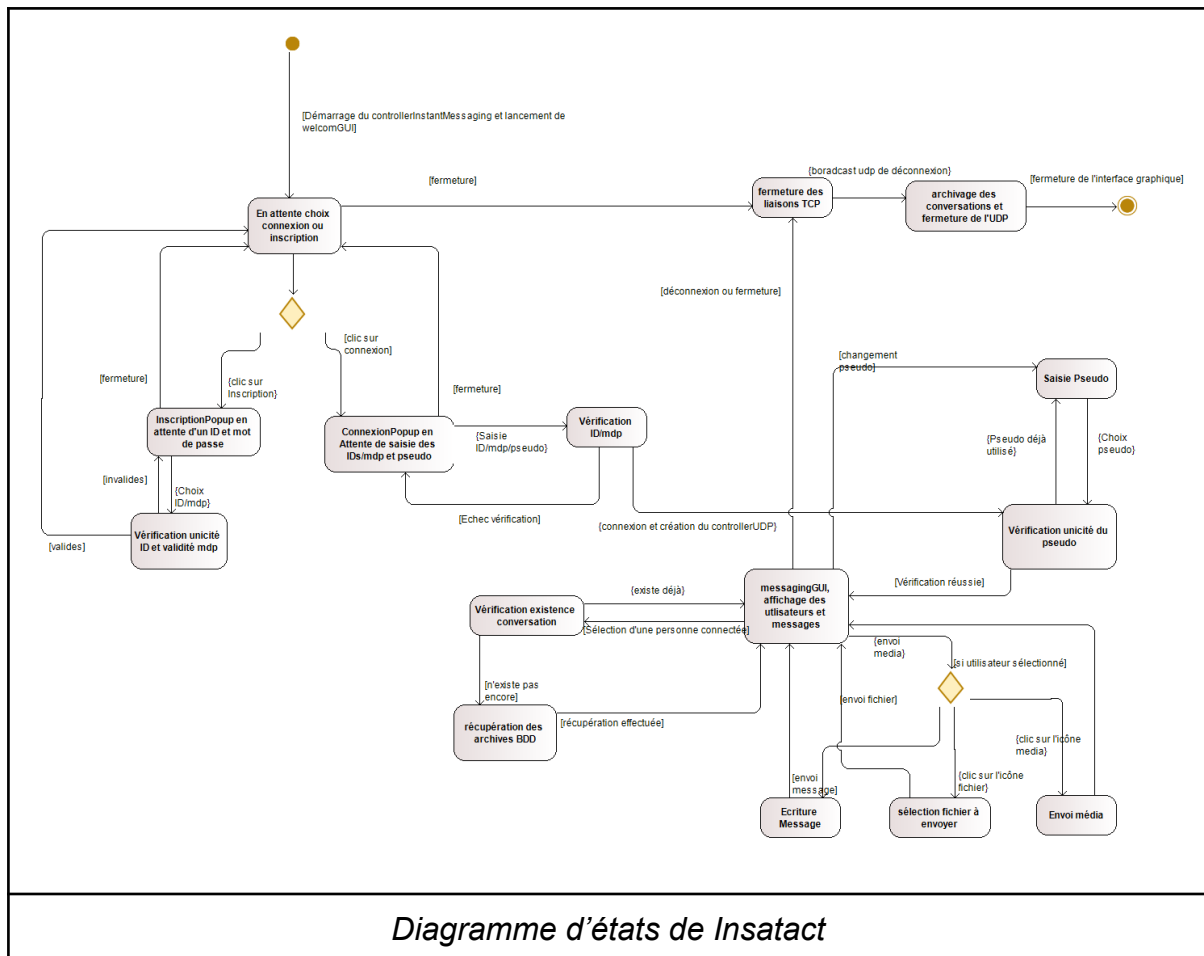 [Démarrage du controllerInstantMessaging et lancement de
welcomGUI]
[fermeture]
{boradcast udp de déconnexion}
[fermeture de l'interface graphique]
En attente choix
connexion ou
inscription
fermeture des
liaisons TCP
archivage des
conversations et
fermeture de l'UDP
[déconnexion ou fermeture]
[clic sur
connexion]
[fermeture]
{clic sur
Inscription}
[fermeture]
[changement
pseudo]
Saisie Pseudo
InscriptionPopup en
attente d'un ID et mot
de passe
ConnexionPopup en
Attente de saisie des
IDs/mdp et pseudo
{Saisie
ID/mdp/pseudo}
Vérification
ID/mdp
{Pseudo déjà
utilisé}
{Choix
pseudo}
[invalides]
{Choix
ID/mdp}
[Echec vérification]
{connexion et création du controllerUDP}
Vérification unicité
ID et validité mdp
[valides]
Vérification unicité du
pseudo
[Vérification réussie]
messagingGUI,
affichage des
utlisateurs et
messages
{existe déjà}
Vérification existence
conversation
[Sélection d'une personne connectée]
{envoi
media}
[si utilisateur sélectionné]
[n'existe pas
encore]
[envoi fichier]
rècupération des
archives BDD
[récupération effectuée]
{clic sur l'icône
media}
[envoi
message]
{clic sur l'icône
fichier}
Ecriture
Message
sélection fichier à
envoyer
Envoi média
Diagramme d'états de Insatact